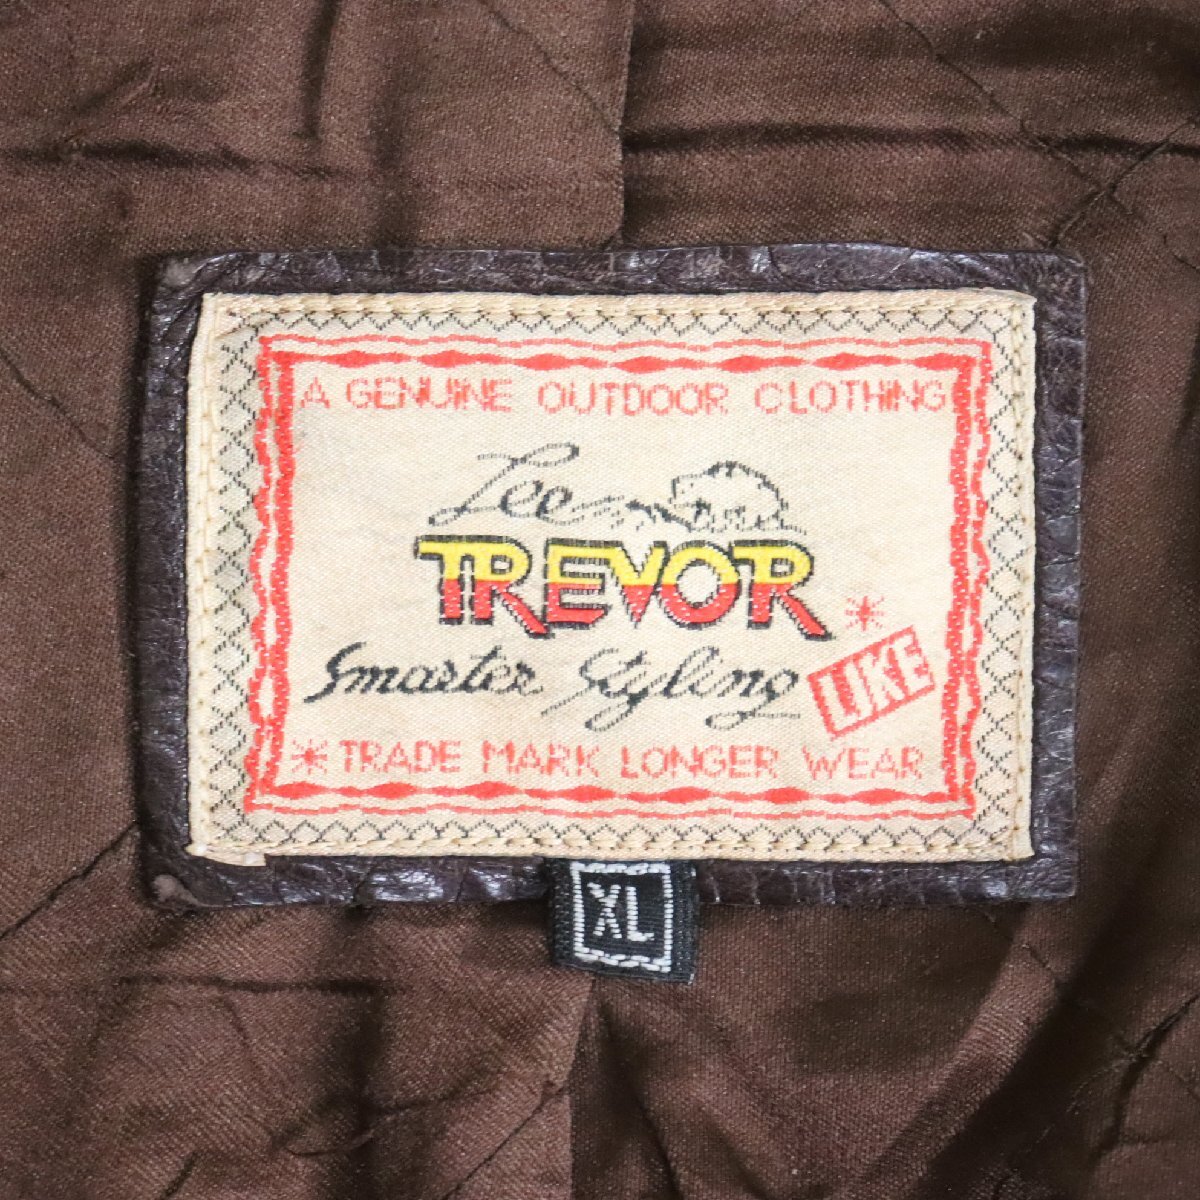 A GENUINE OUTDOOR CLOTHING
Lee
TREVOR
Smarter Styling
LIKE
* TRADE MARK LONGER WEAR
XL